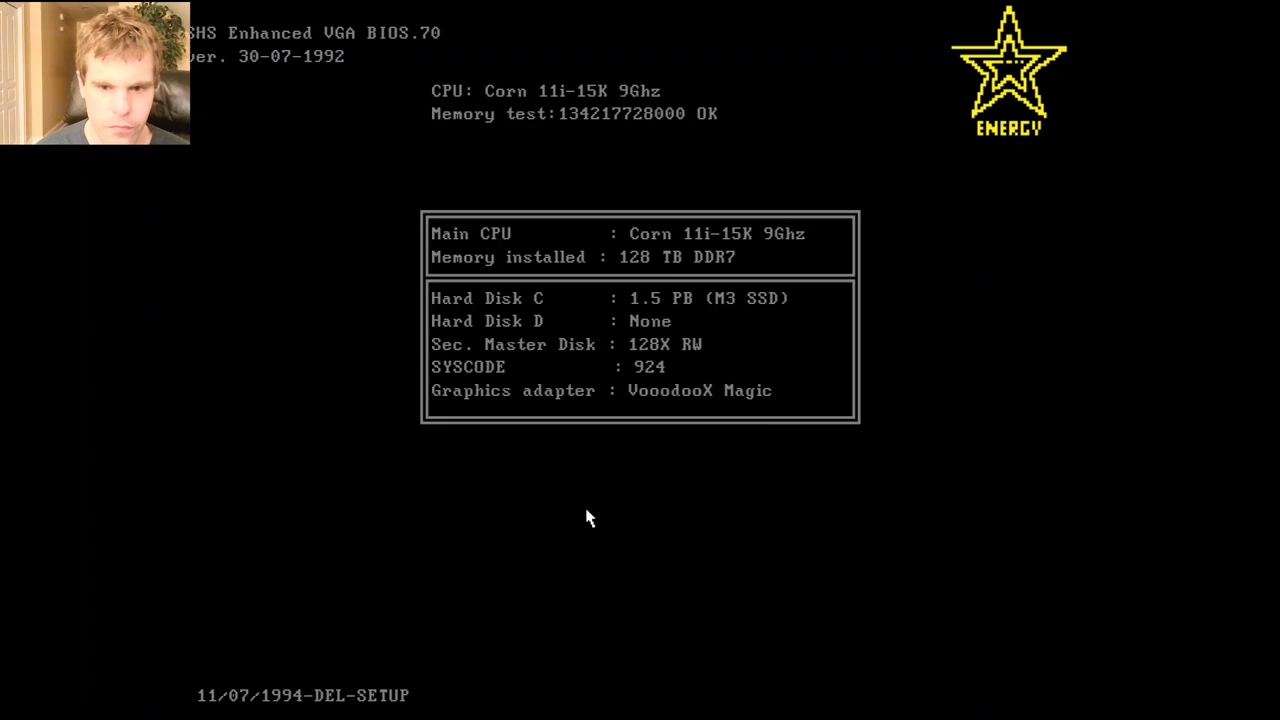 SHS Enhanced VGA BIOS.70
ver. 30-07-1992
CPU: Corn 11i-15K 9Ghz
Memory test:134217728000 OK
ENERGY
Main CPU : Corn 11i-15K 9Ghz
Memory installed : 128 TB DDR7
Hard Disk C : 1.5 PB (M3 SSD)
Hard Disk D : None
Sec. Master Disk : 128X RW
SYSCODE : 924
Graphics adapter : VooodooX Magic
11/07/1994-DEL-SETUP